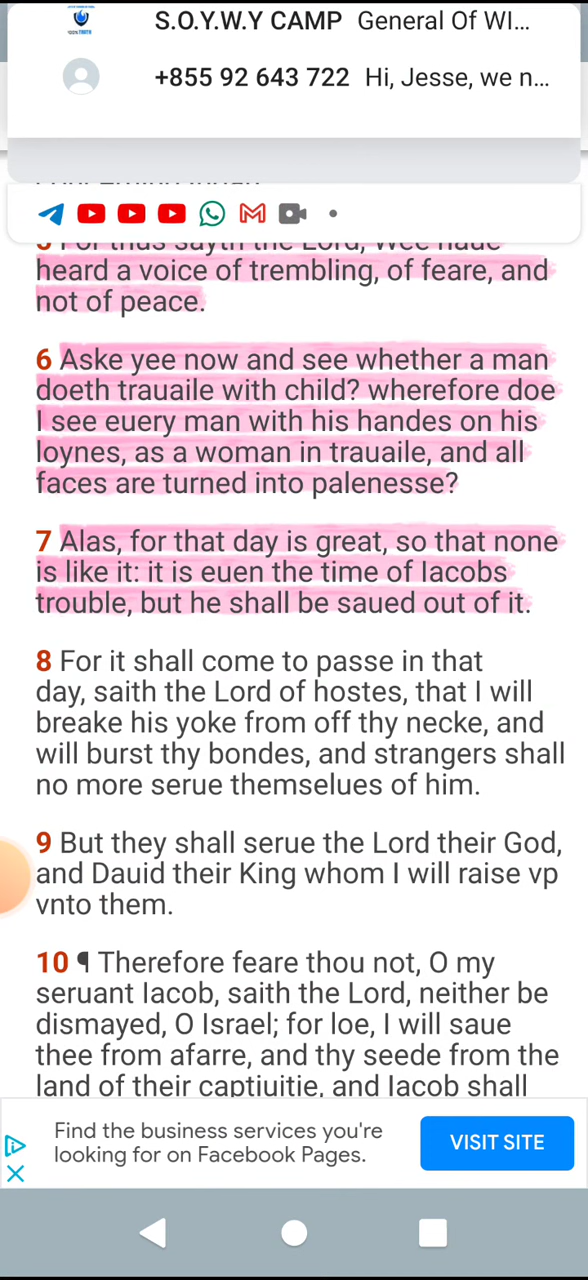 S.O.Y.W.Y CAMP General Of WI...
+855 92 643 722 Hi, Jesse, we n...
5 For thus sayth the Lord, Wee haue
heard a voice of trembling, of feare, and
not of peace.
6 Aske yee now and see whether a man
doeth trauaile with child? wherefore doe
I see euery man with his handes on his
loynes, as a woman in trauaile, and all
faces are turned into palenesse?
7 Alas, for that day is great, so that none
is like it: it is euen the time of Iacobs
trouble, but he shall be saued out of it.
8 For it shall come to passe in that
day, saith the Lord of hostes, that I will
breake his yoke from off thy necke, and
will burst thy bondes, and strangers shall
no more serue themselues of him.
9 But they shall serue the Lord their God,
and Dauid their King whom I will raise vp
vnto them.
10 ¶ Therefore feare thou not, O my
seruant Iacob, saith the Lord, neither be
dismayed, O Israel; for loe, I will saue
thee from afarre, and thy seede from the
land of their captiuitie, and Iacob shall
Find the business services you're
looking for on Facebook Pages.
VISIT SITE